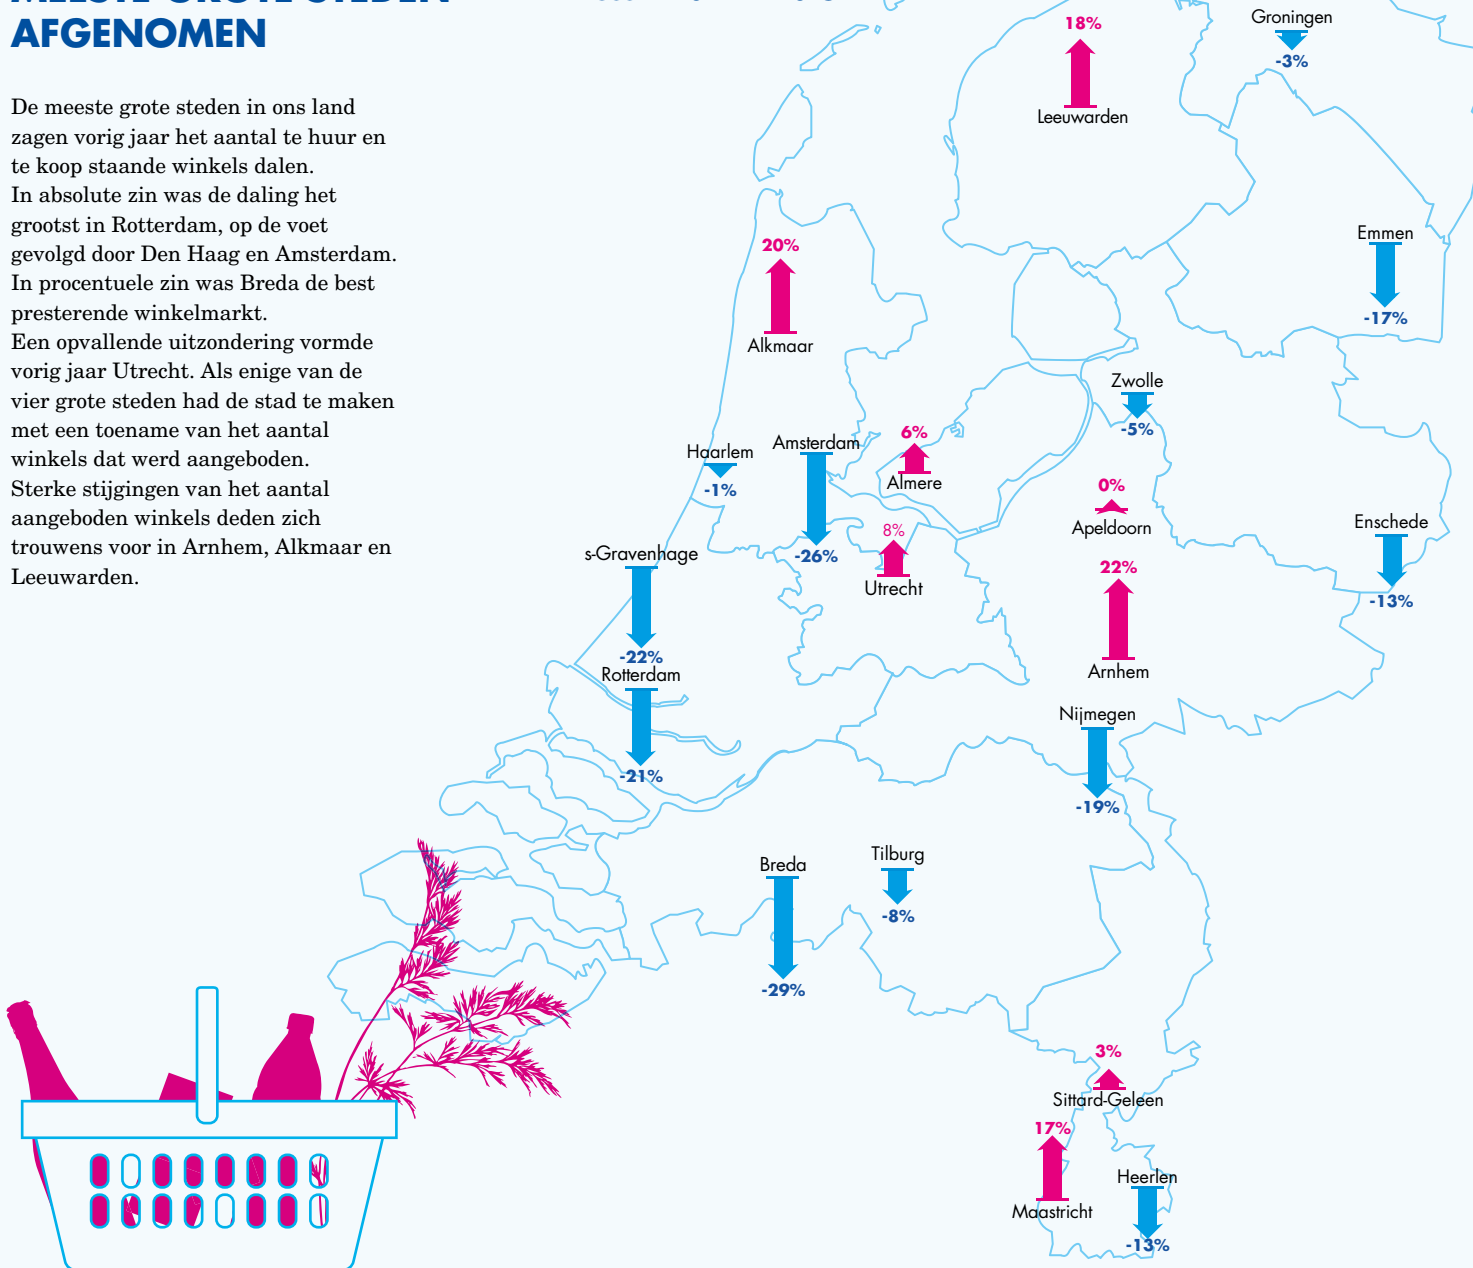 MEESTE GROTE STEDEN
AFGENOMEN
De meeste grote steden in ons land
zagen vorig jaar het aantal te huur en
te koop staande winkels dalen.
In absolute zin was de daling het
grootst in Rotterdam, op de voet
gevolgd door Den Haag en Amsterdam.
In procentuele zin was Breda de best
presterende winkelmarkt.
Een opvallende uitzondering vormde
vorig jaar Utrecht. Als enige van de
vier grote steden had de stad te maken
met een toename van het aantal
winkels dat werd aangeboden.
Sterke stijgingen van het aantal
aangeboden winkels deden zich
trouwens voor in Arnhem, Alkmaar en
Leeuwarden.
18%
Leeuwarden
Groningen
-3%
Emmen
-17%
20%
Alkmaar
Zwolle
-5%
Haarlem
-1%
Amsterdam
-26%
6%
Almere
0%
Apeldoorn
Enschede
-13%
8%
Utrecht
s-Gravenhage
-22%
22%
Arnhem
Rotterdam
-21%
Nijmegen
-19%
Breda
-29%
Tilburg
-8%
3%
Sittard-Geleen
17%
Maastricht
Heerlen
-13%